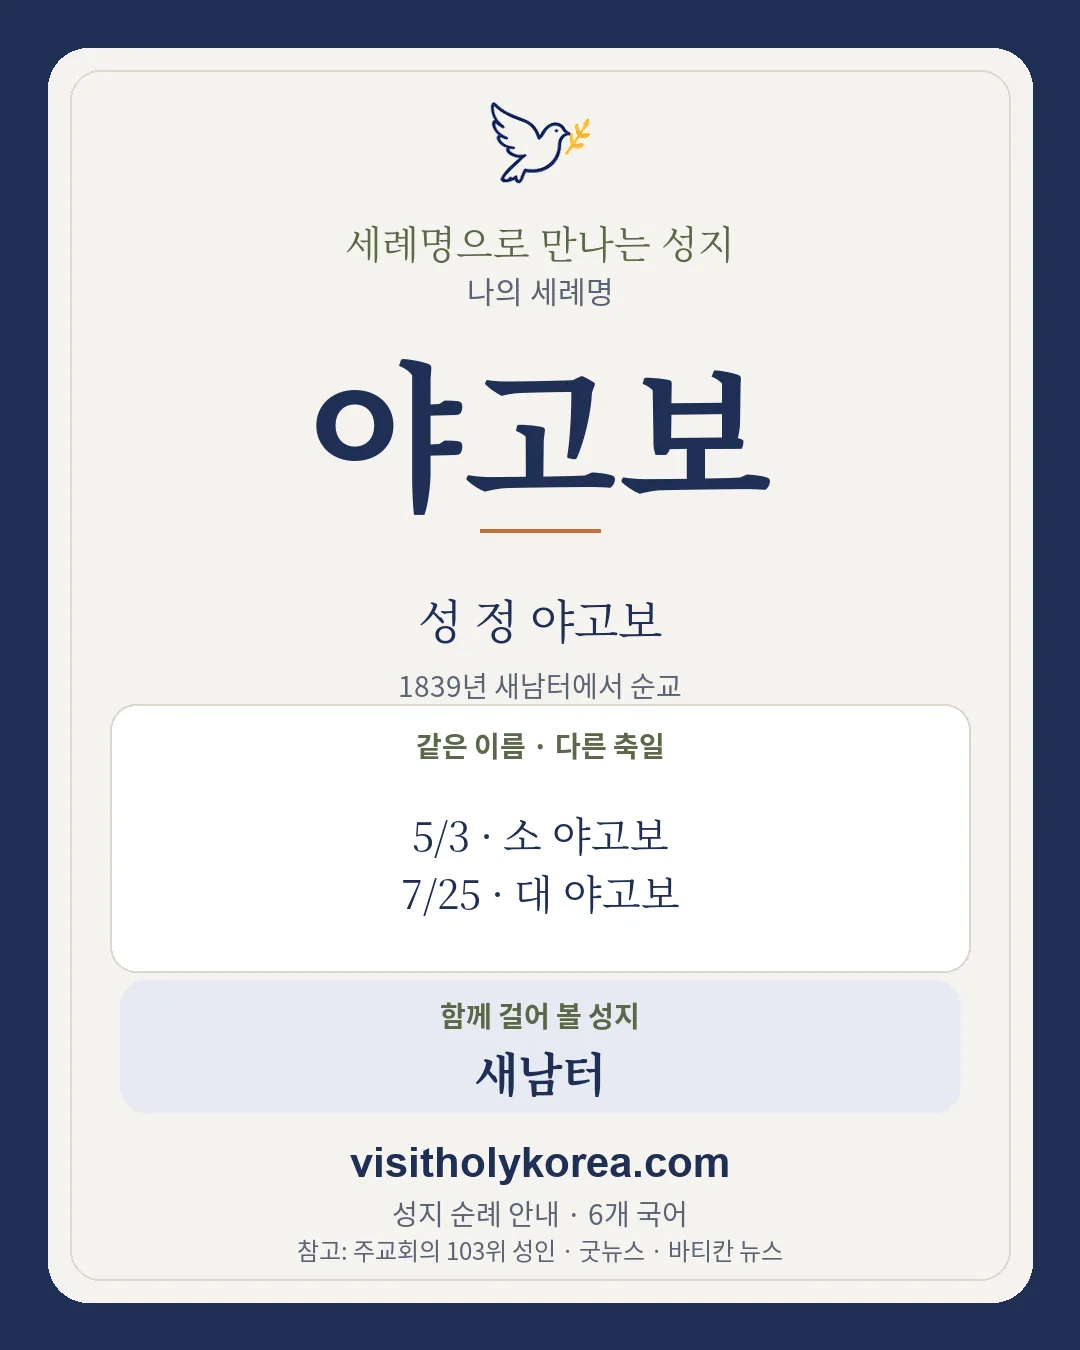 세례명으로 만나는 성지
나의 세례명
야고보
성 정 야고보
1839년 새남터에서 순교
같은 이름 · 다른 축일
5/3 · 소 야고보
7/25 · 대 야고보
함께 걸어 볼 성지
새남터
visitholykorea.com
성지 순례 안내 · 6개 국어
참고: 주교회의 103위 성인 · 굿뉴스 · 바티칸 뉴스